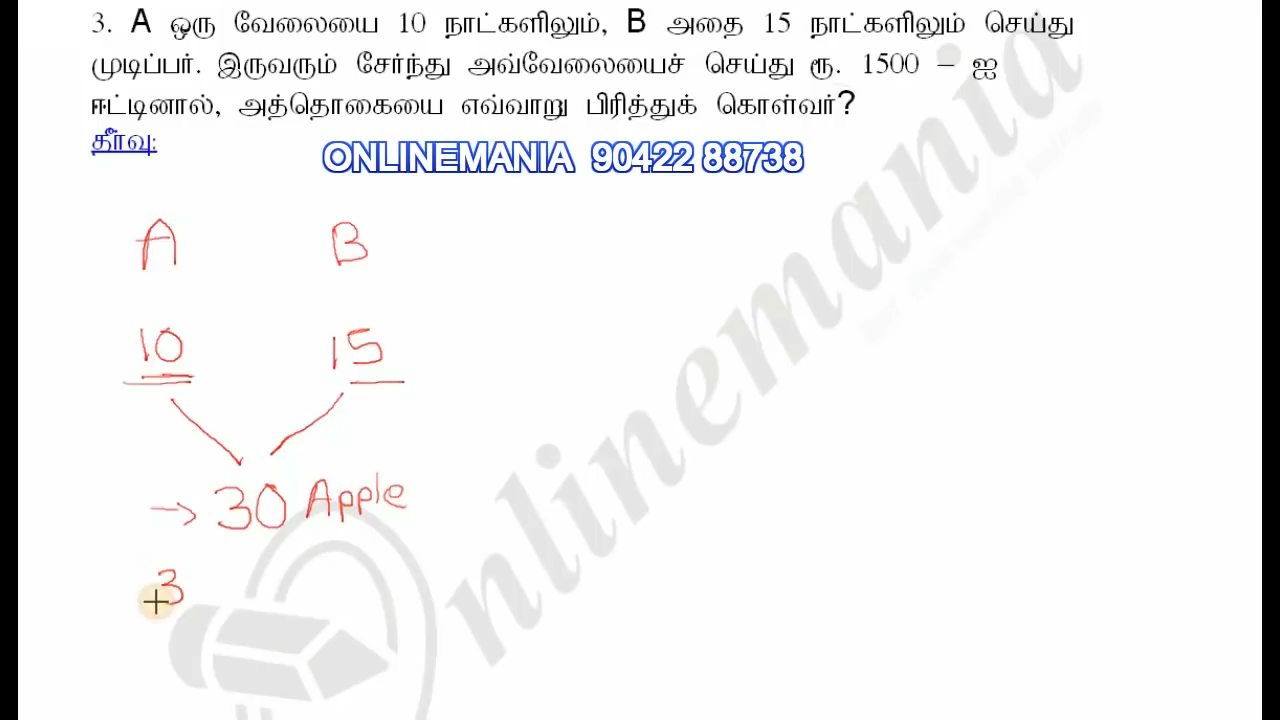 3. A ஒரு வேலையை 10 நாட்களிலும், B அதை 15 நாட்களிலும் செய்து
முடிப்பர். இருவரும் சேர்ந்து அவ்வேலையைச் செய்து ரூ. 1500 – ஐ
ஈட்டினால், அத்தொகையை எவ்வாறு பிரித்துக் கொள்வர்?
தீர்வு:
ONLINEMANIA 90422 88738
A B
10 15
→ 30 Apple
3
nlinemania